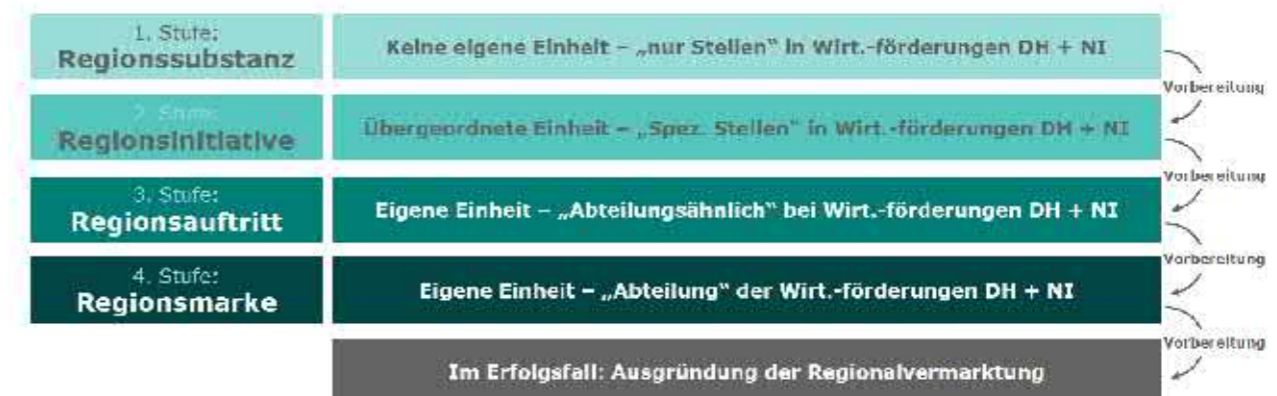 1. Stufe:
Regionssubstanz
Keine eigene Einheit – „nur Stellen" in Wirt.-förderungen DH + NI
Vorbereitung
2. Stufe:
Regionsinitiative
Übergeordnete Einheit – „Spez. Stellen" in Wirt.-förderungen DH + NI
Vorbereitung
3. Stufe:
Regionsauftritt
Eigene Einheit – „Abteilungsähnlich" bei Wirt.-förderungen DH + NI
Vorbereitung
4. Stufe:
Regionsmarke
Eigene Einheit – „Abteilung" der Wirt.-förderungen DH + NI
Vorbereitung
Im Erfolgsfall: Ausgründung der Regionalvermarktung